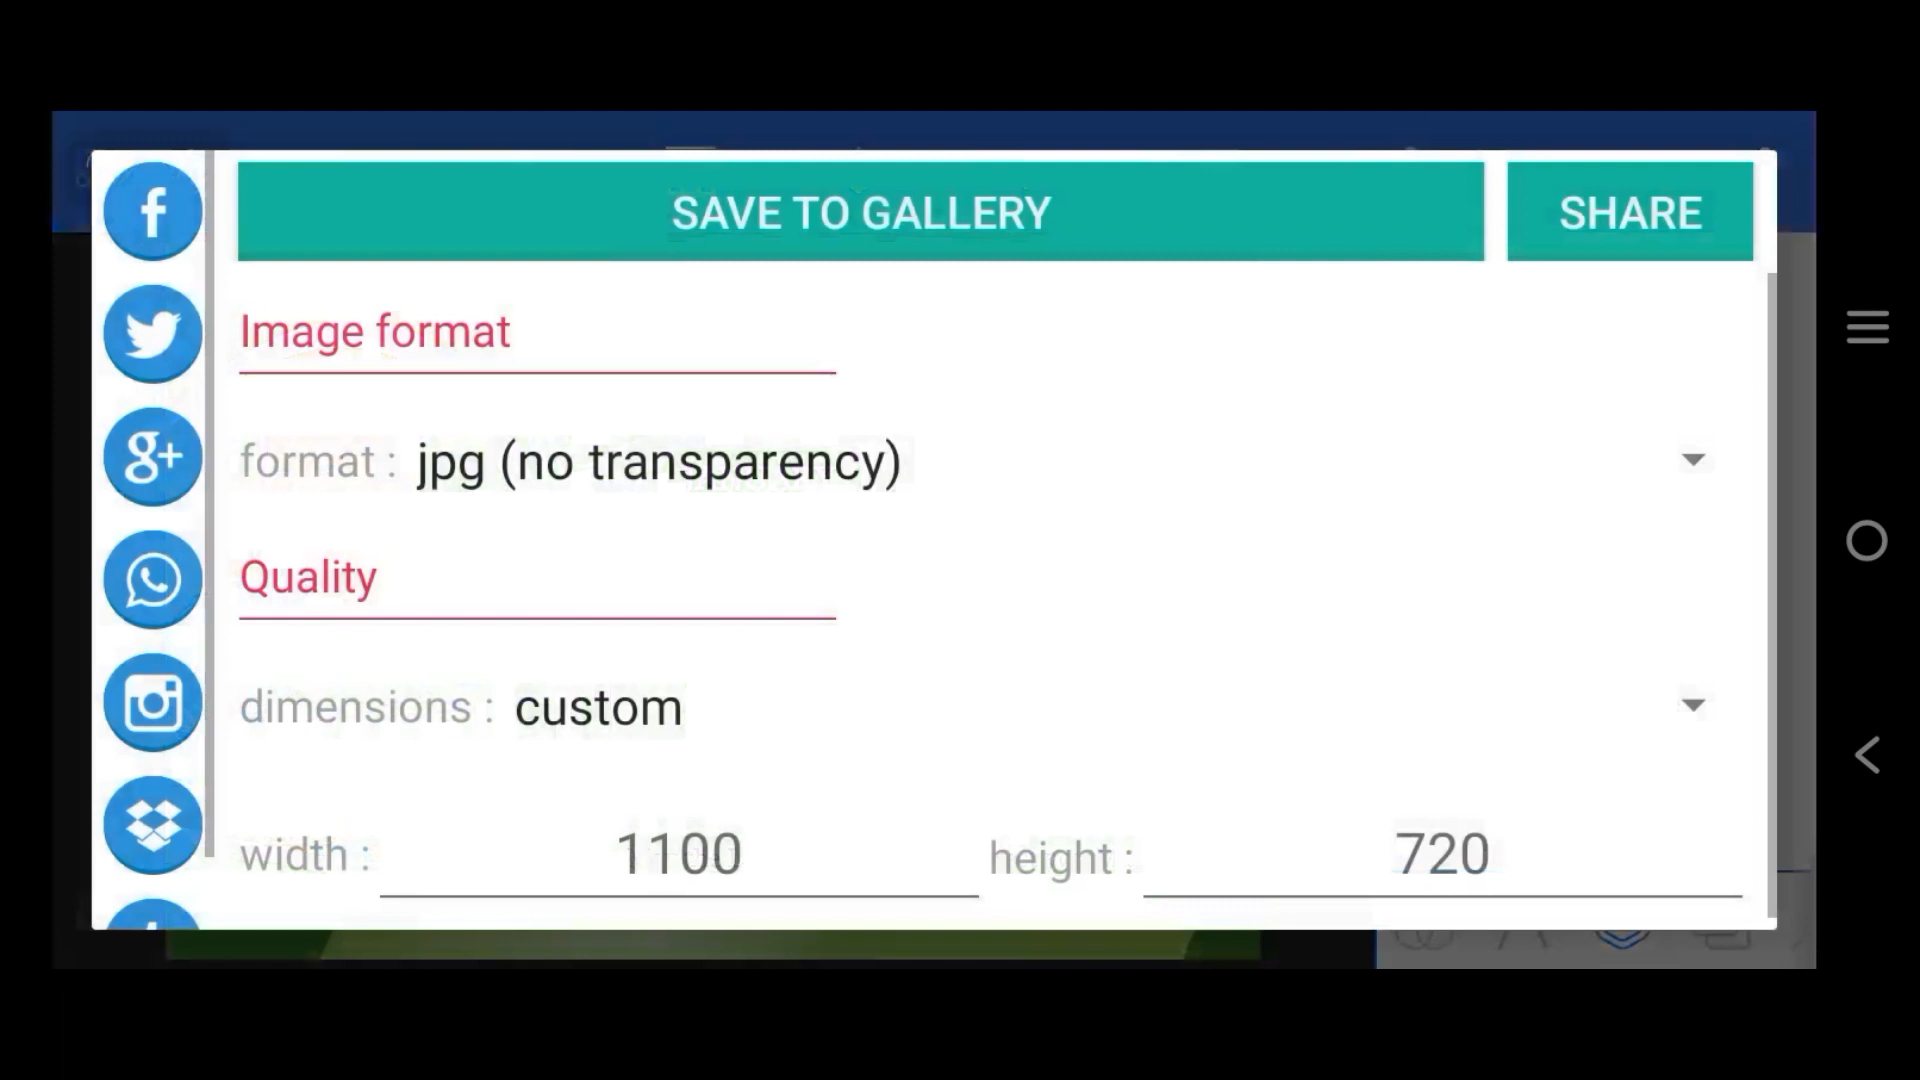 SAVE TO GALLERY SHARE
Image format
format : jpg (no transparency)
Quality
dimensions : custom
width : 1100 height : 720